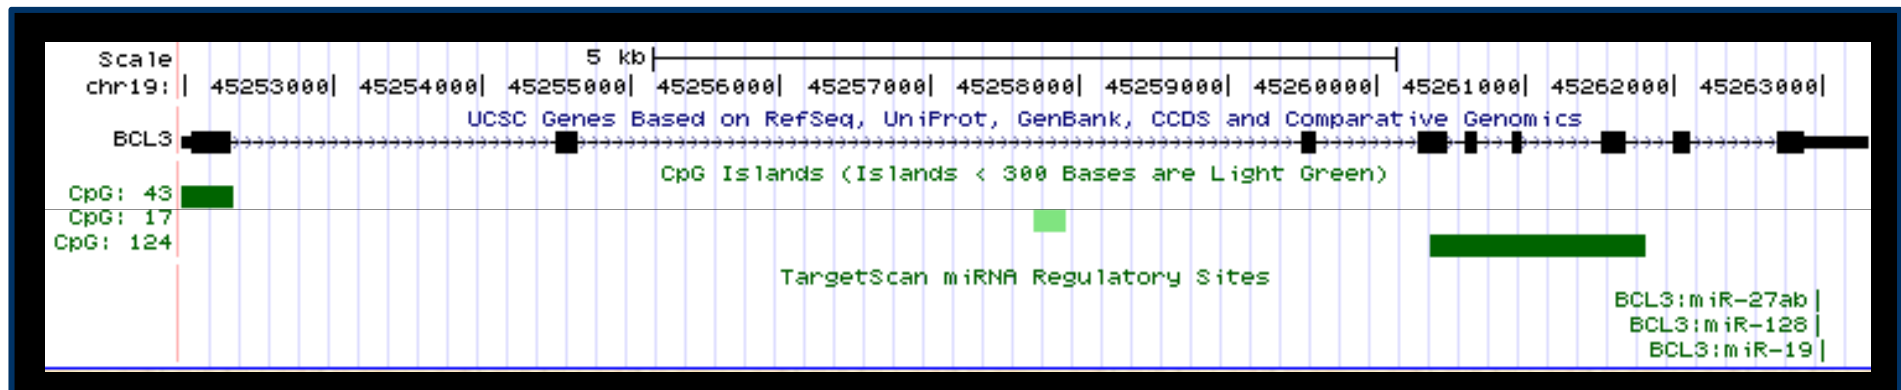 Scale 5 kb
chr19: | 45253000| 45254000| 45255000| 45256000| 45257000| 45258000| 45259000| 45260000| 45261000| 45262000| 45263000|
UCSC Genes Based on RefSeq, UniProt, GenBank, CCDS and Comparative Genomics
BCL3
CpG Islands (Islands < 300 Bases are Light Green)
CpG: 43
CpG: 17
CpG: 124
TargetScan miRNA Regulatory Sites
BCL3:miR-27ab
BCL3:miR-128
BCL3:miR-19